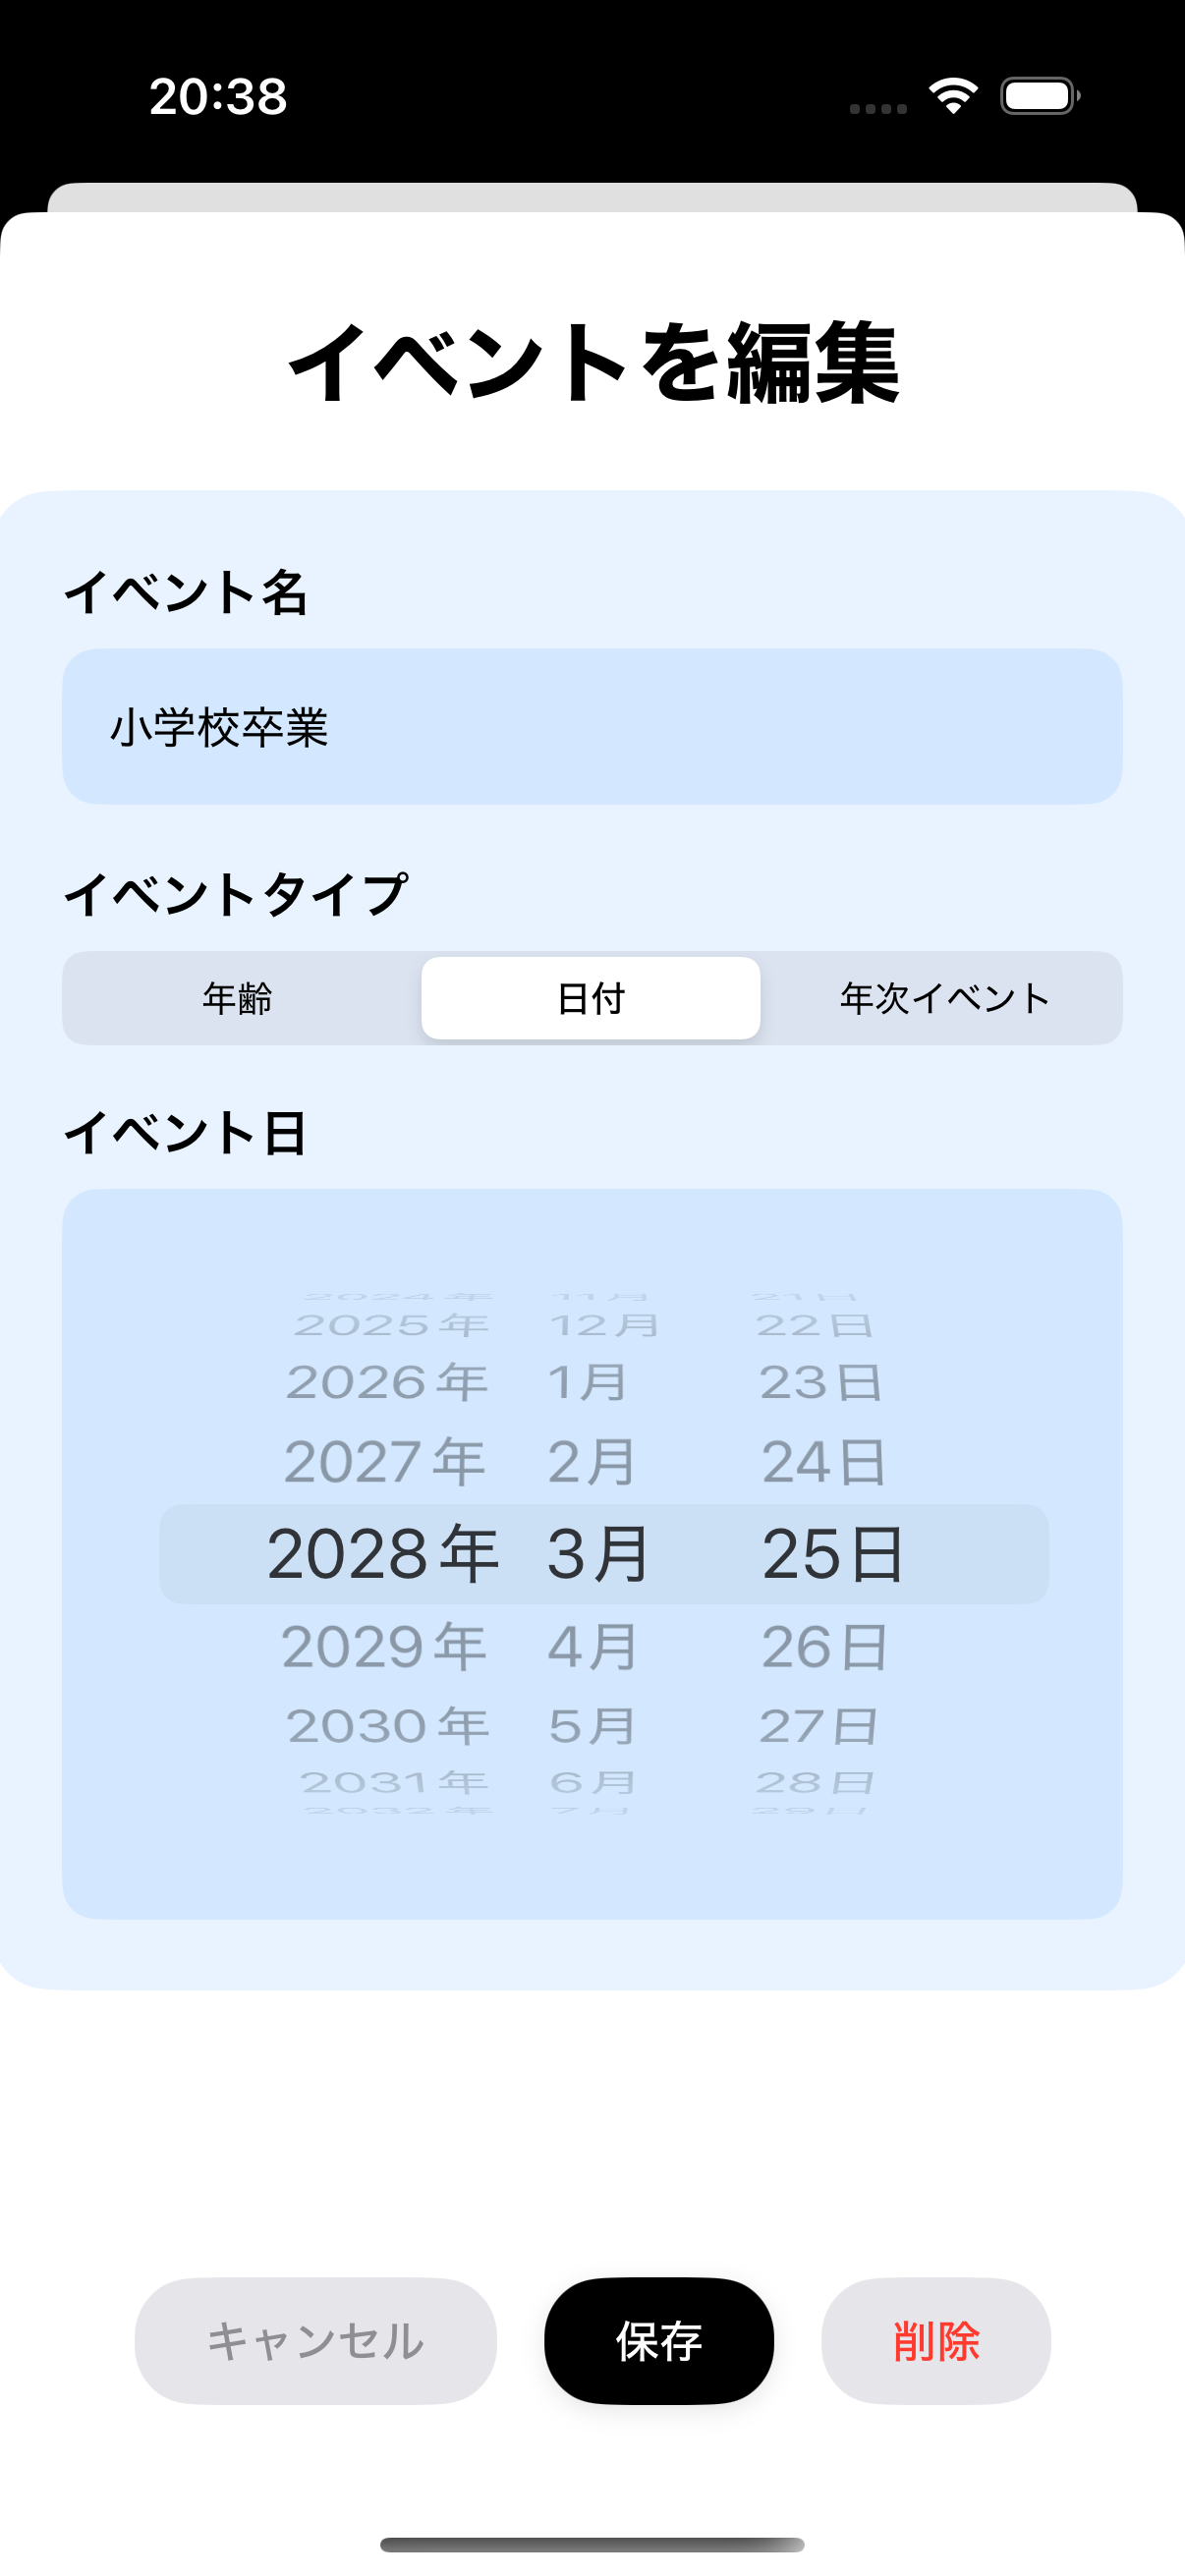 20:38
イベントを編集
イベント名
小学校卒業
イベントタイプ
年齢 日付 年次イベント
イベント日
2024年 11月 21日
2025年 12月 22日
2026年 1月 23日
2027年 2月 24日
2028年 3月 25日
2029年 4月 26日
2030年 5月 27日
2031年 6月 28日
2032年 7月 29日
キャンセル 保存 削除